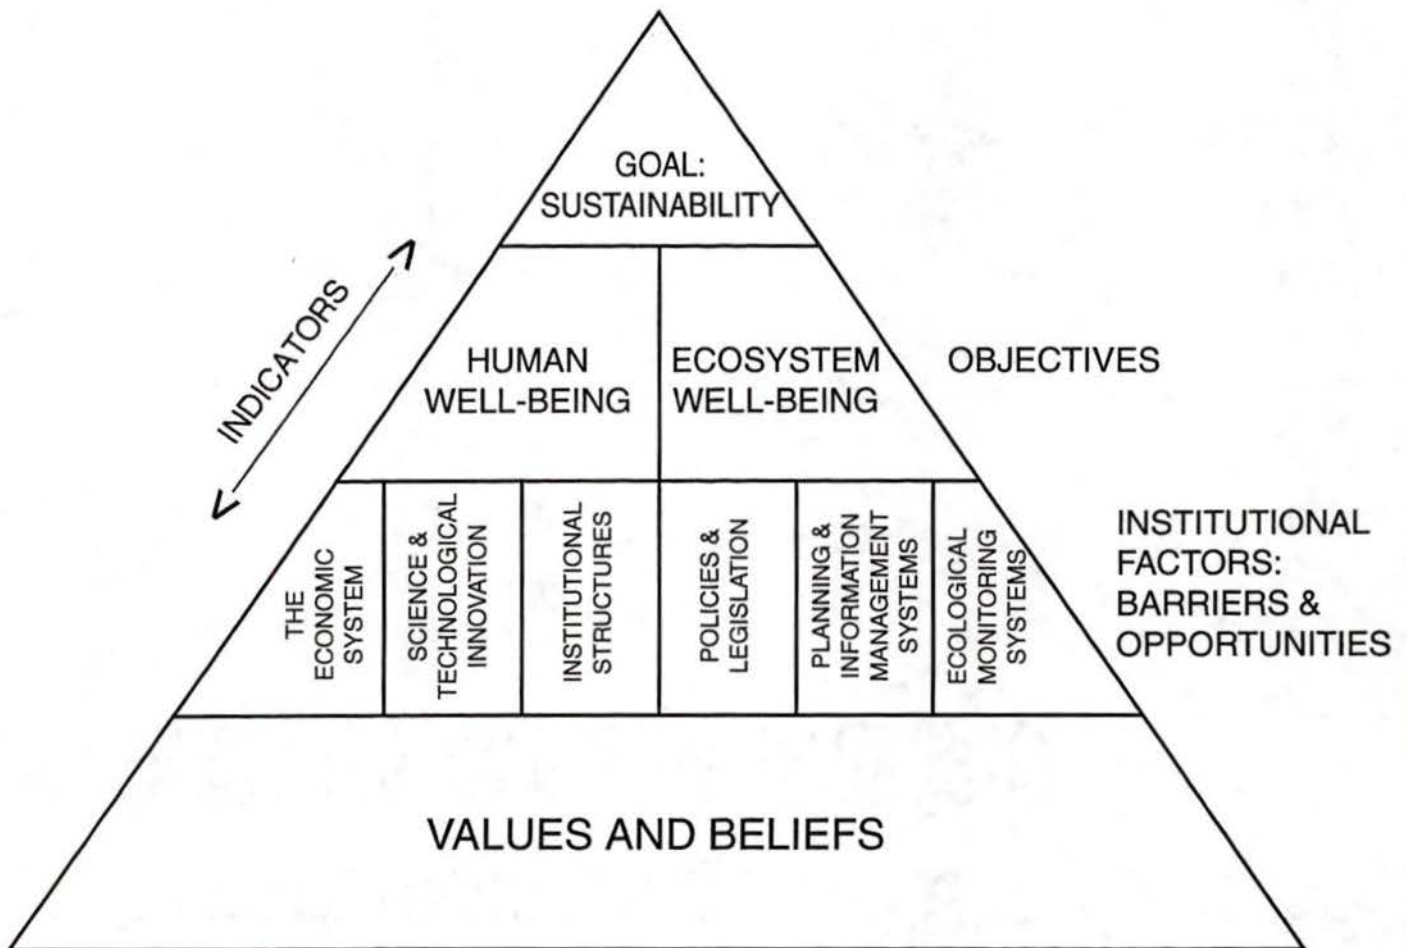 GOAL:
SUSTAINABILITY
INDICATORS
HUMAN
WELL-BEING
ECOSYSTEM
WELL-BEING
OBJECTIVES
THE
ECONOMIC
SYSTEM
SCIENCE &
TECHNOLOGICAL
INNOVATION
INSTITUTIONAL
STRUCTURES
POLICIES &
LEGISLATION
PLANNING &
INFORMATION
MANAGEMENT
SYSTEMS
ECOLOGICAL
MONITORING
SYSTEMS
INSTITUTIONAL
FACTORS:
BARRIERS &
OPPORTUNITIES
VALUES AND BELIEFS